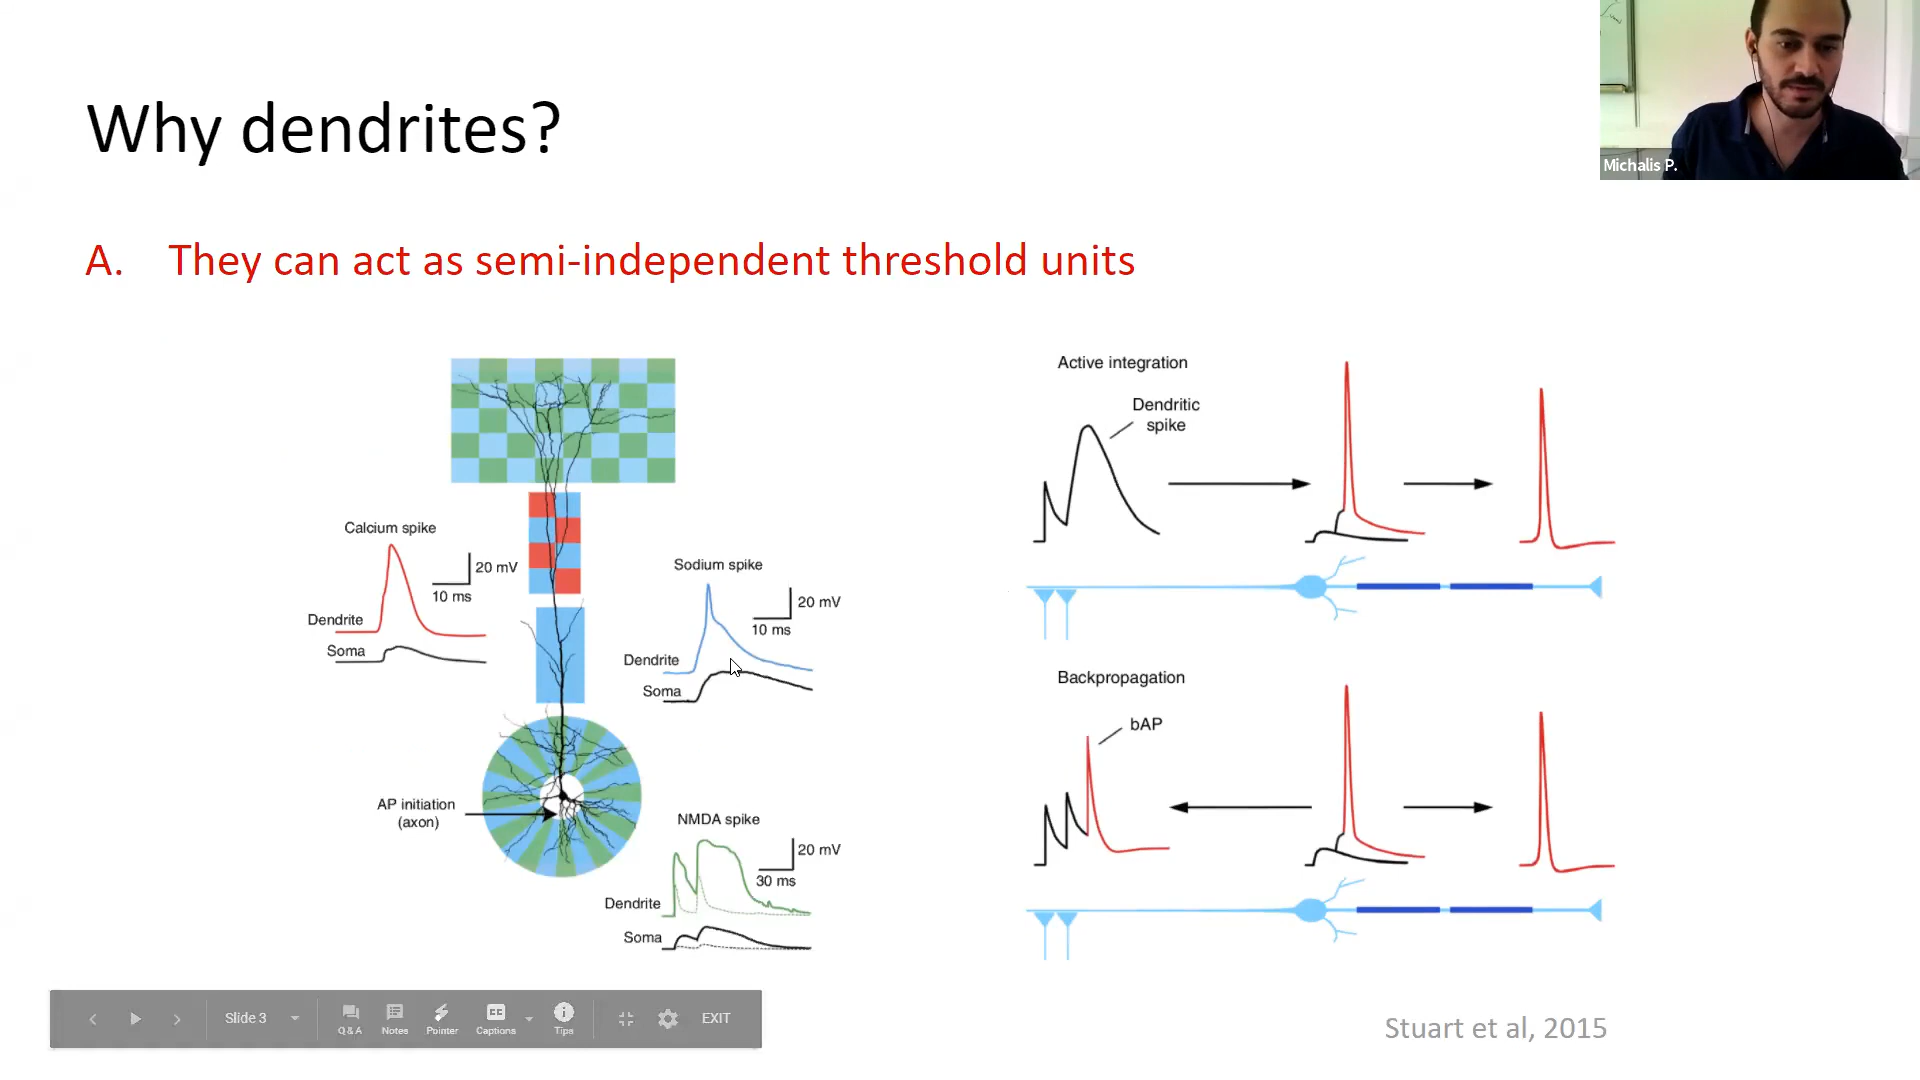 Why dendrites?
Michalis P.
A. They can act as semi-independent threshold units
Calcium spike
20 mV
10 ms
Dendrite
Soma
Sodium spike
20 mV
10 ms
Dendrite
Soma
AP initiation
(axon)
NMDA spike
20 mV
30 ms
Dendrite
Soma
Active integration
Dendritic
spike
Backpropagation
bAP
Slide 3
Q&A
Notes
Pointer
CC
Captions
Tips
EXIT
Stuart et al, 2015